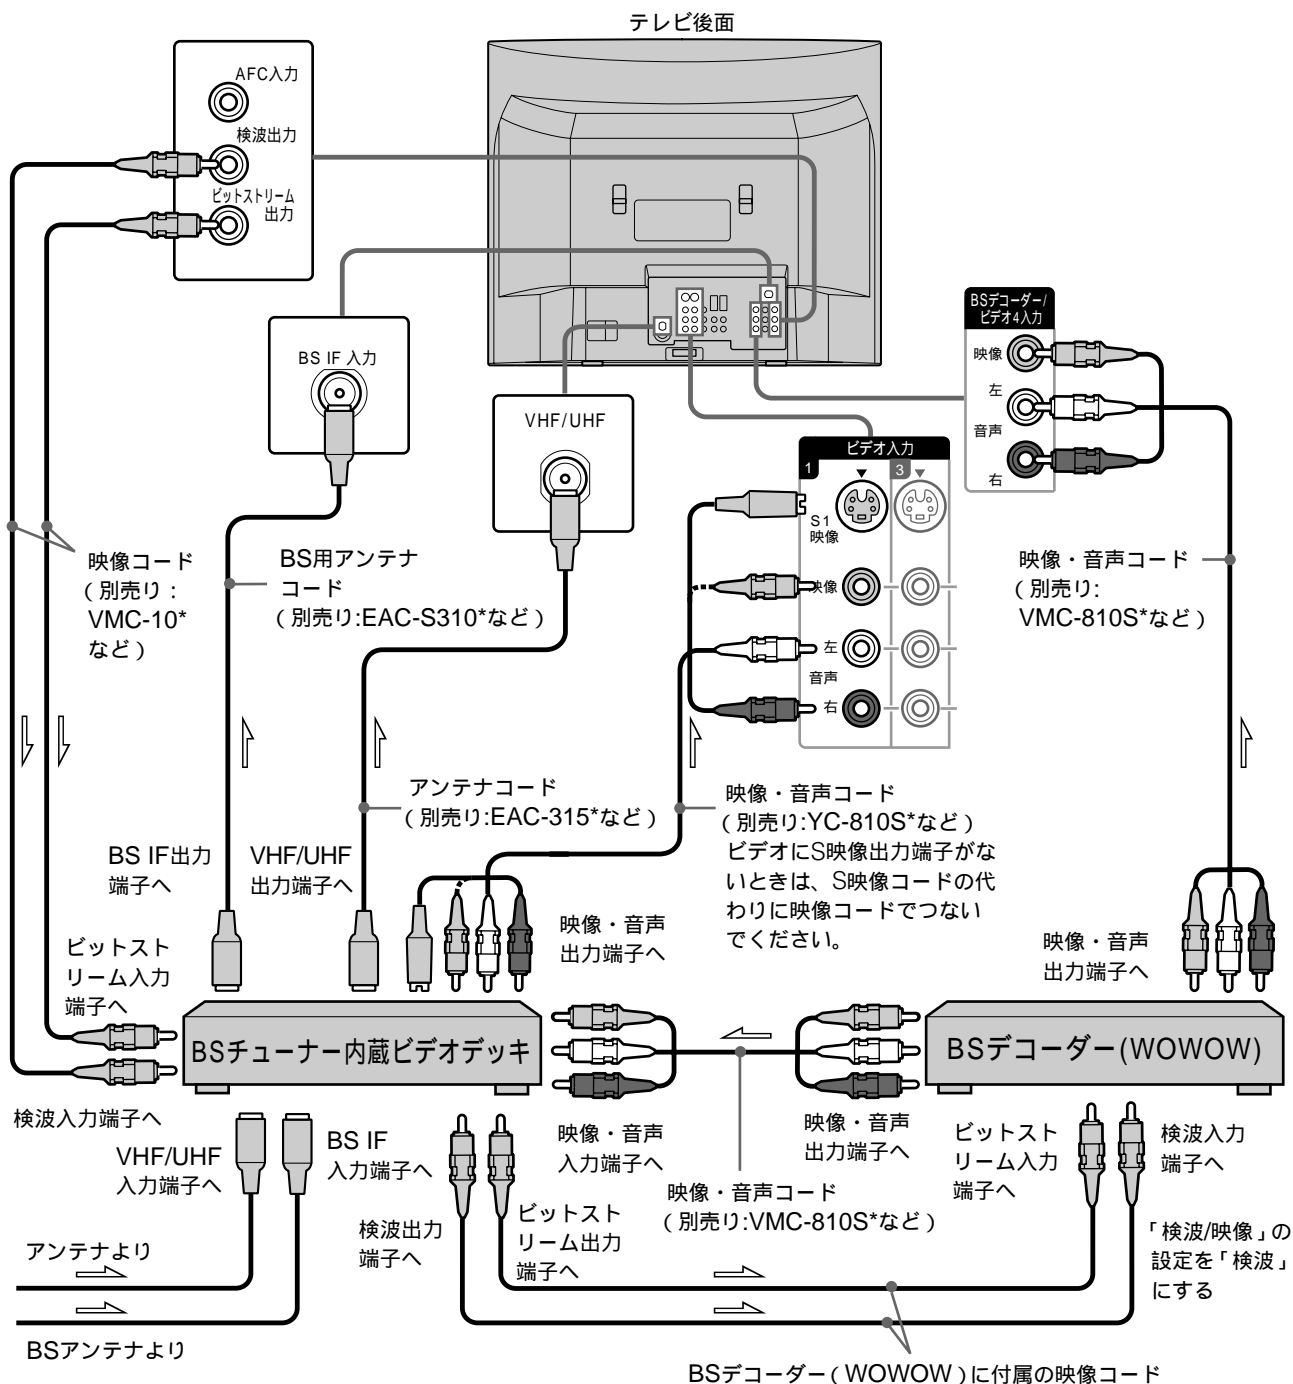 テレビ後面
AFC入力
検波出力
ビットストリーム
出力
BS IF 入力
VHF/UHF
BSデコーダー/
ビデオ4入力
映像
左
音声
右
ビデオ入力
1
3
S1
映像
映像
左
音声
右
映像コード
(別売り:
VMC-10*
など)
BS用アンテナ
コード
(別売り:EAC-S310*など)
映像・音声コード
(別売り:
VMC-810S*など)
アンテナコード
(別売り:EAC-315*など)
映像・音声コード
(別売り:YC-810S*など)
ビデオにS映像出力端子がな
いときは、S映像コードの代
わりに映像コードでつない
でください。
BS IF出力
端子へ
VHF/UHF
出力端子へ
映像・音声
出力端子へ
映像・音声
出力端子へ
ビットスト
リーム入力
端子へ
BSチューナー内蔵ビデオデッキ
BSデコーダー(WOWOW)
検波入力端子へ
VHF/UHF
入力端子へ
BS IF
入力端子へ
映像・音声
入力端子へ
映像・音声
出力端子へ
ビットスト
リーム入力
端子へ
検波入力
端子へ
検波出力
端子へ
ビットスト
リーム出力
端子へ
映像・音声コード
(別売り:VMC-810S*など)
「検波/映像」の
設定を「検波」
にする
アンテナより
BSアンテナより
BSデコーダー(WOWOW)に付属の映像コード